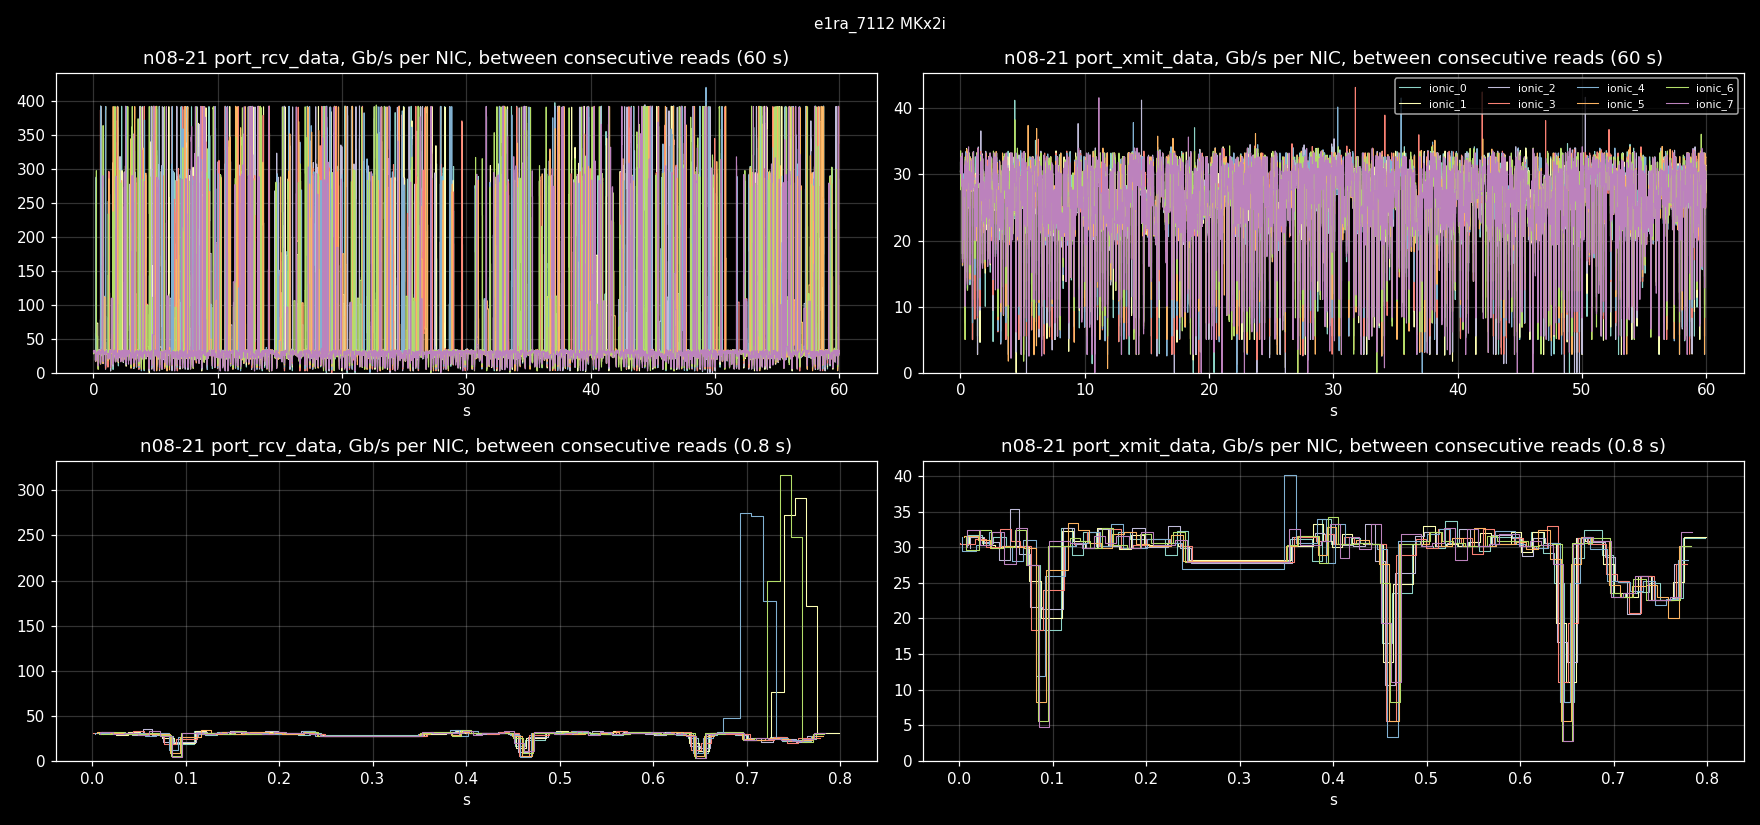 e1ra_7112 MKx2i
n08-21 port_rcv_data, Gb/s per NIC, between consecutive reads (60 s)
400
350
300
250
200
150
100
50
0
0 10 20 30 40 50 60
s
n08-21 port_xmit_data, Gb/s per NIC, between consecutive reads (60 s)
ionic_0 ionic_2 ionic_4 ionic_6
ionic_1 ionic_3 ionic_5 ionic_7
40
30
20
10
0
0 10 20 30 40 50 60
s
n08-21 port_rcv_data, Gb/s per NIC, between consecutive reads (0.8 s)
300
250
200
150
100
50
0
0.0 0.1 0.2 0.3 0.4 0.5 0.6 0.7 0.8
s
n08-21 port_xmit_data, Gb/s per NIC, between consecutive reads (0.8 s)
40
35
30
25
20
15
10
5
0
0.0 0.1 0.2 0.3 0.4 0.5 0.6 0.7 0.8
s